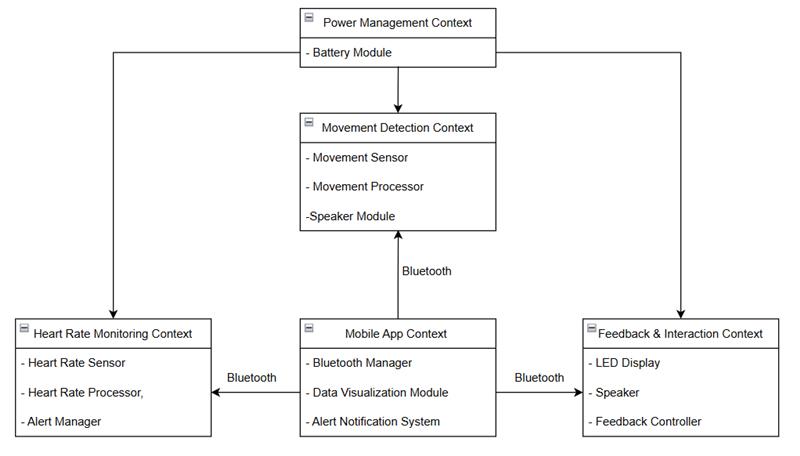 Power Management Context
- Battery Module
Movement Detection Context
- Movement Sensor
- Movement Processor
-Speaker Module
Bluetooth
Heart Rate Monitoring Context
- Heart Rate Sensor
- Heart Rate Processor,
- Alert Manager
Bluetooth
Mobile App Context
- Bluetooth Manager
- Data Visualization Module
- Alert Notification System
Bluetooth
Feedback & Interaction Context
- LED Display
- Speaker
- Feedback Controller